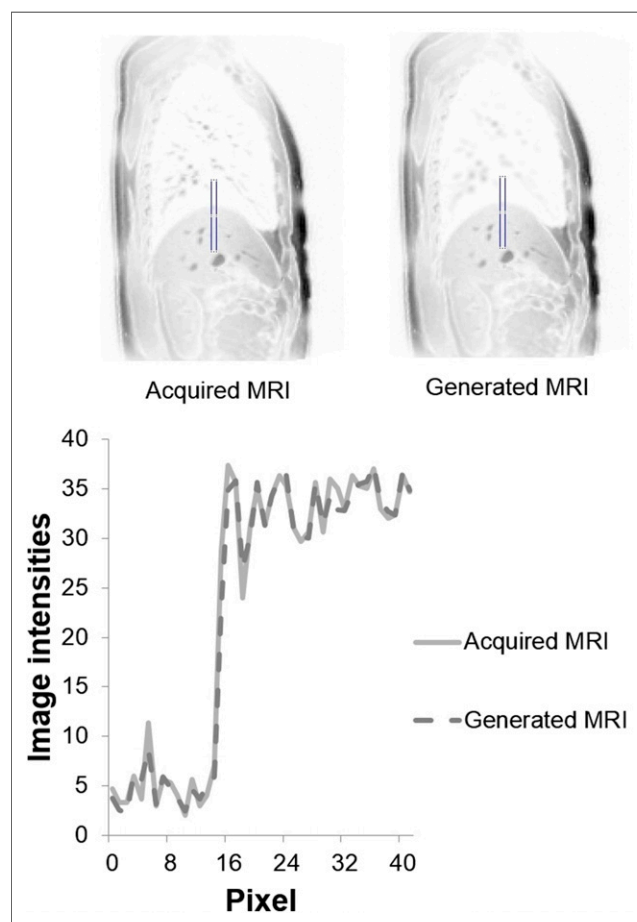 Acquired MRI
Generated MRI
40
35
30
25
20
15
10
5
0
Image intensities
Acquired MRI
Generated MRI
0 8 16 24 32 40
Pixel